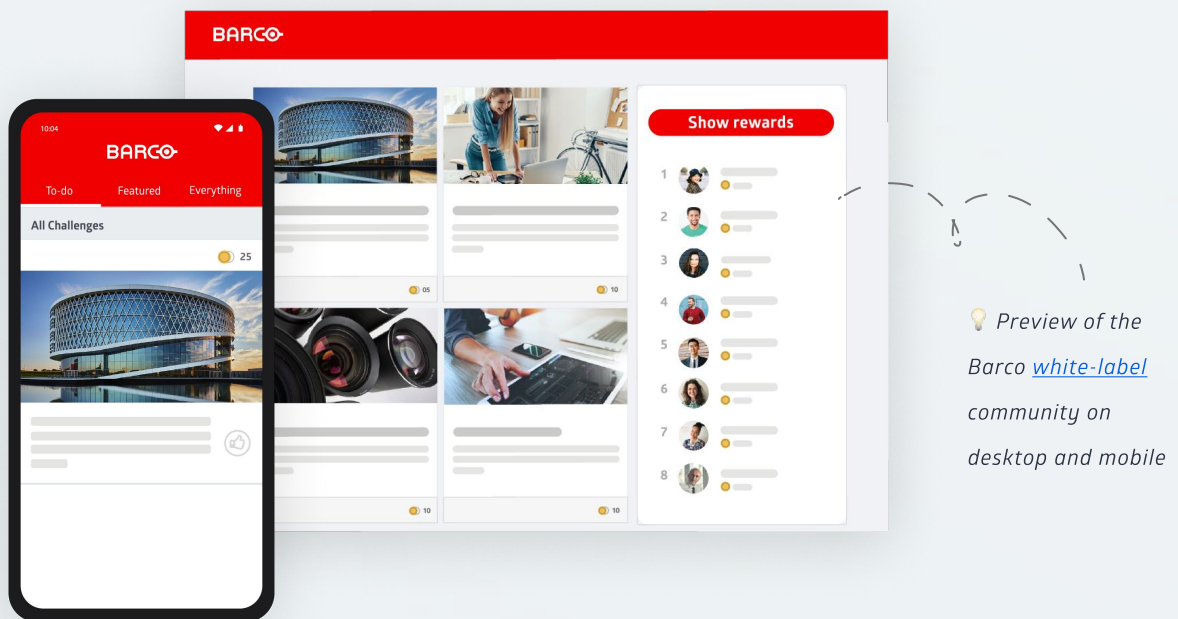 BARCO
Show rewards
1
2
3
4
5
6
7
8
05
10
10
10
10:04
BARCO
To-do Featured Everything
All Challenges
25
Preview of the
Barco white-label
community on
desktop and mobile